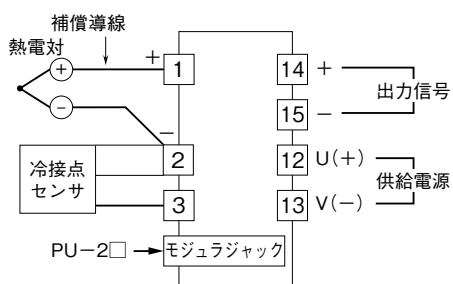 補償導線
熱電対
+
−
+
−
1
2
3
冷接点
センサ
PU−2□
モジュラジャック
14
+
15
−
出力信号
12
U(+)
13
V(−)
供給電源